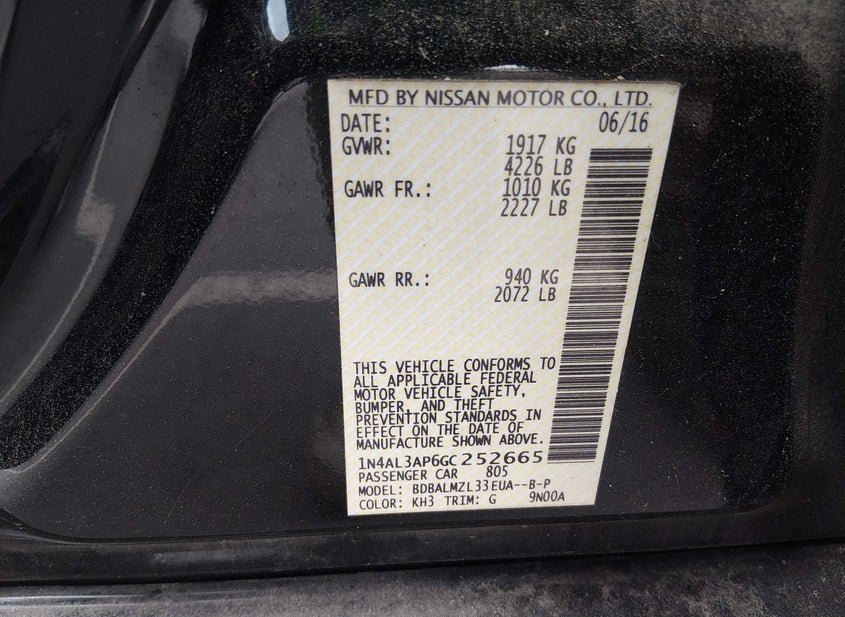 MFD BY NISSAN MOTOR CO., LTD.
DATE: 06/16
GVWR: 1917 KG
4226 LB
GAWR FR.: 1010 KG
2227 LB
GAWR RR.: 940 KG
2072 LB
THIS VEHICLE CONFORMS TO
ALL APPLICABLE FEDERAL
MOTOR VEHICLE SAFETY,
BUMPER, AND THEFT
PREVENTION STANDARDS IN
EFFECT ON THE DATE OF
MANUFACTURE SHOWN ABOVE.
1N4AL3AP6GC252665
PASSENGER CAR 805
MODEL: BDBALMZL33EUA--B-P
COLOR: KH3 TRIM: G 9N00A